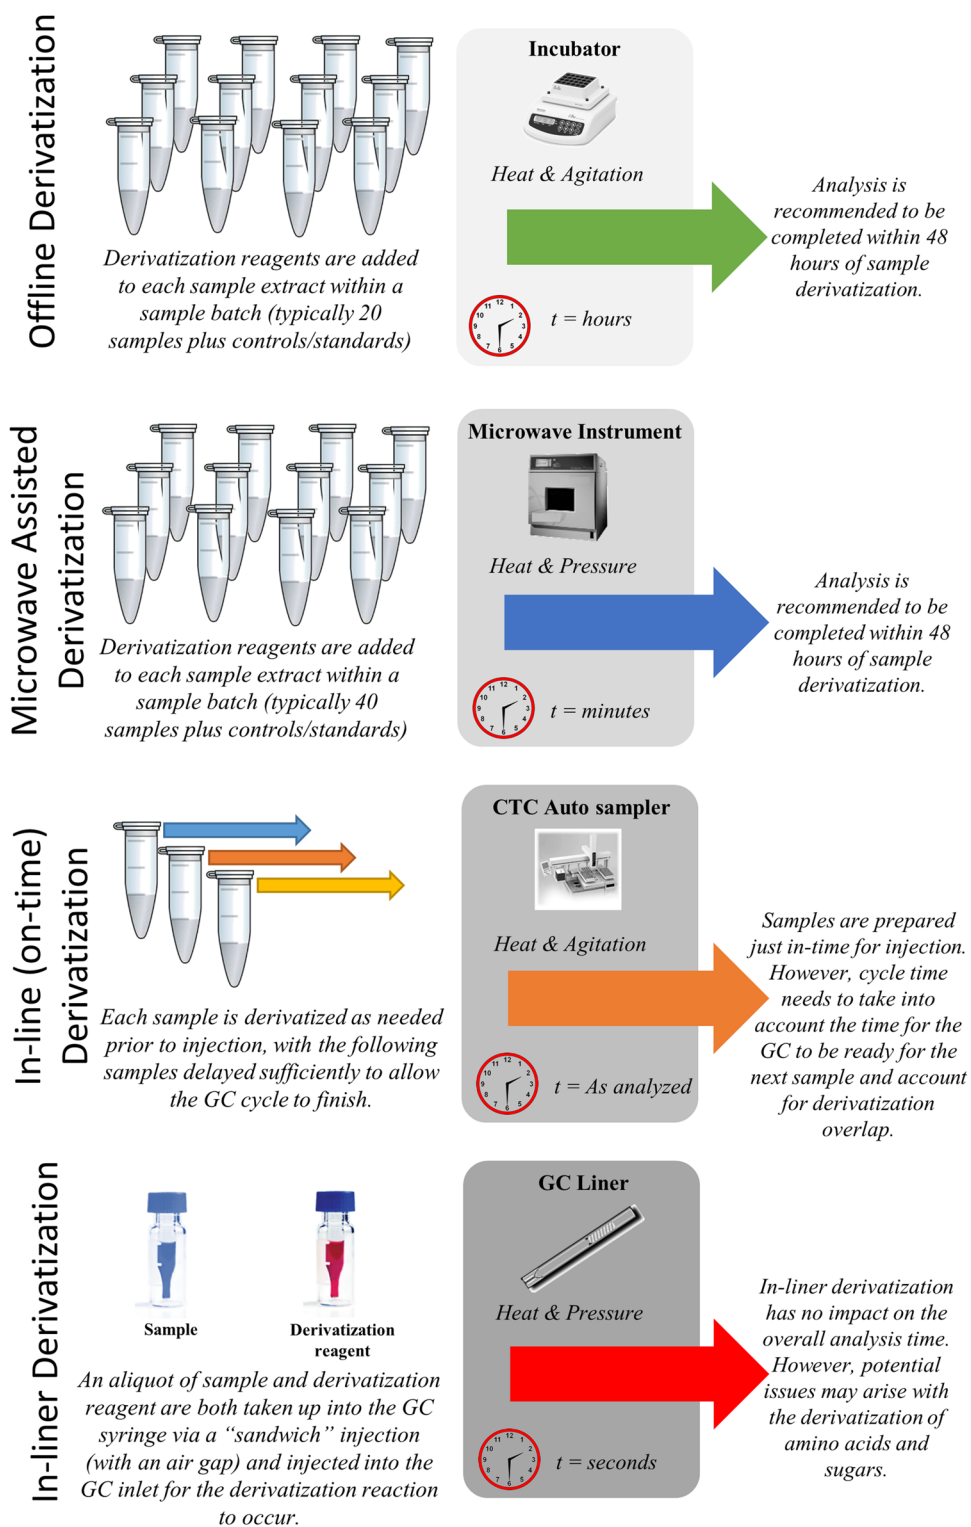 Offline Derivatization
Derivatization reagents are added
to each sample extract within a
sample batch (typically 20
samples plus controls/standards)
Incubator
Heat & Agitation
t = hours
Analysis is
recommended to be
completed within 48
hours of sample
derivatization.
Microwave Assisted
Derivatization
Derivatization reagents are added
to each sample extract within a
sample batch (typically 40
samples plus controls/standards)
Microwave Instrument
Heat & Pressure
t = minutes
Analysis is
recommended to be
completed within 48
hours of sample
derivatization.
In-line (on-time)
Derivatization
Each sample is derivatized as needed
prior to injection, with the following
samples delayed sufficiently to allow
the GC cycle to finish.
CTC Auto sampler
Heat & Agitation
t = As analyzed
Samples are prepared
just in-time for injection.
However, cycle time
needs to take into
account the time for the
GC to be ready for the
next sample and account
for derivatization
overlap.
In-liner Derivatization
Sample
Derivatization
reagent
An aliquot of sample and derivatization
reagent are both taken up into the GC
syringe via a “sandwich” injection
(with an air gap) and injected into the
GC inlet for the derivatization reaction
to occur.
GC Liner
Heat & Pressure
t = seconds
In-liner derivatization
has no impact on the
overall analysis time.
However, potential
issues may arise with
the derivatization of
amino acids and
sugars.